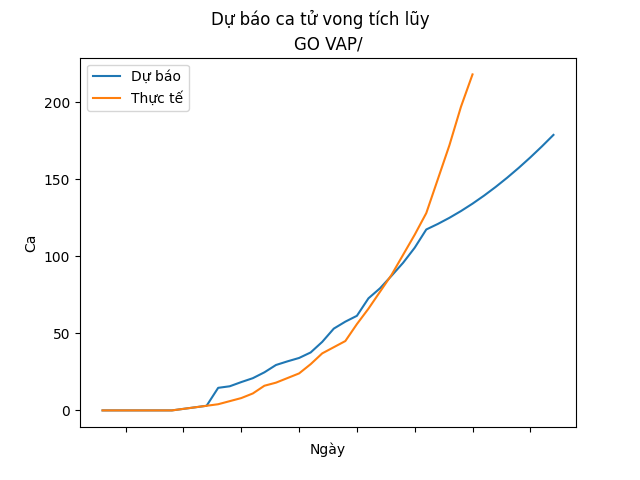 Dự báo ca tử vong tích lũy
GO VAP/
Dự báo
Thực tế
200
150
100
50
0
Ca
Ngày